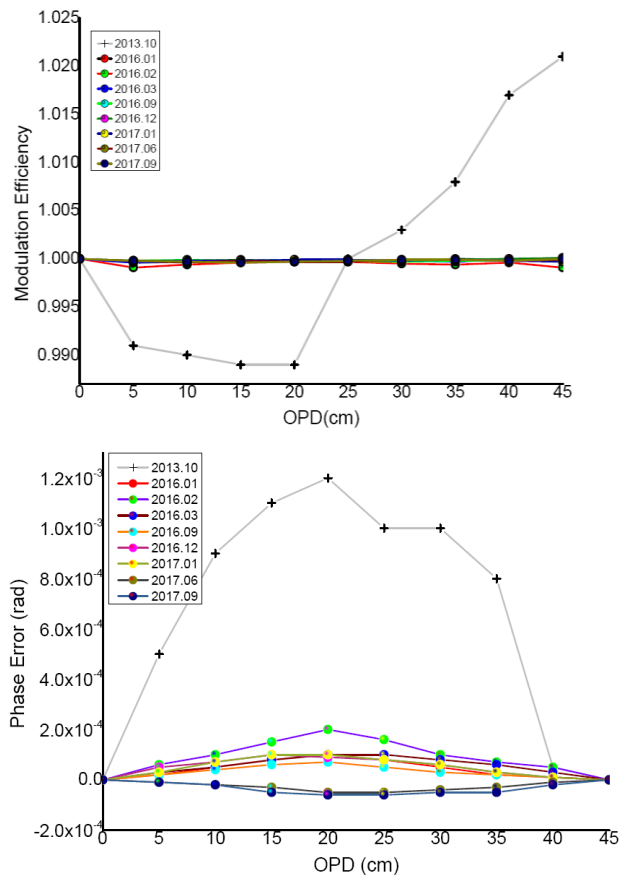 1.025
1.020
1.015
1.010
1.005
1.000
0.995
0.990
Modulation Efficiency
2013.10
2016.01
2016.02
2016.03
2016.09
2016.12
2017.01
2017.06
2017.09
0 5 10 15 20 25 30 35 40 45
OPD(cm)
1.2x10⁻³
1.0x10⁻³
8.0x10⁻⁴
6.0x10⁻⁴
4.0x10⁻⁴
2.0x10⁻⁴
0.0
-2.0x10⁻⁴
Phase Error (rad)
2013.10
2016.01
2016.02
2016.03
2016.09
2016.12
2017.01
2017.06
2017.09
0 5 10 15 20 25 30 35 40 45
OPD (cm)